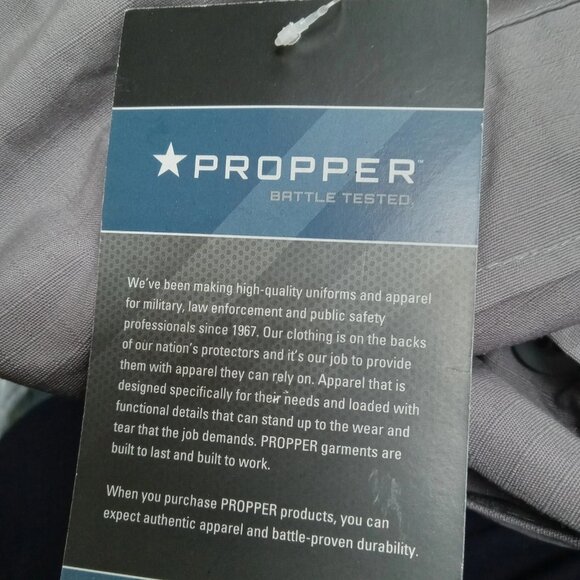 ★PROPPER™
BATTLE TESTED.
We've been making high-quality uniforms and apparel
for military, law enforcement and public safety
professionals since 1967. Our clothing is on the backs
of our nation's protectors and it's our job to provide
them with apparel they can rely on. Apparel that is
designed specifically for their needs and loaded with
functional details that can stand up to the wear and
tear that the job demands. PROPPER garments are
built to last and built to work.
When you purchase PROPPER products, you can
expect authentic apparel and battle-proven durability.